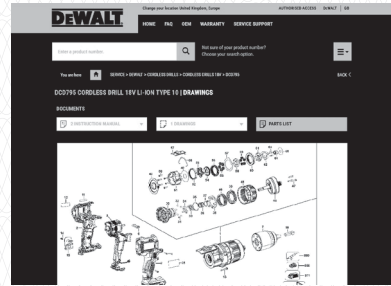 DEWALT
Change your location United Kingdom, Europe
AUTHORISED ACCESS DEWALT GB
HOME FAQ OEM WARRANTY SERVICE SUPPORT
Enter a product number
Not sure of your product number?
Choose your search option.
You are here
SERVICE > DEWALT > CORDLESS DRILLS > CORDLESS DRILLS 18V > DCD795
BACK <
DCD795 CORDLESS DRILL 18V LI-ION TYPE 10 | DRAWINGS
DOCUMENTS
2 INSTRUCTION MANUAL
1 DRAWINGS
PARTS LIST